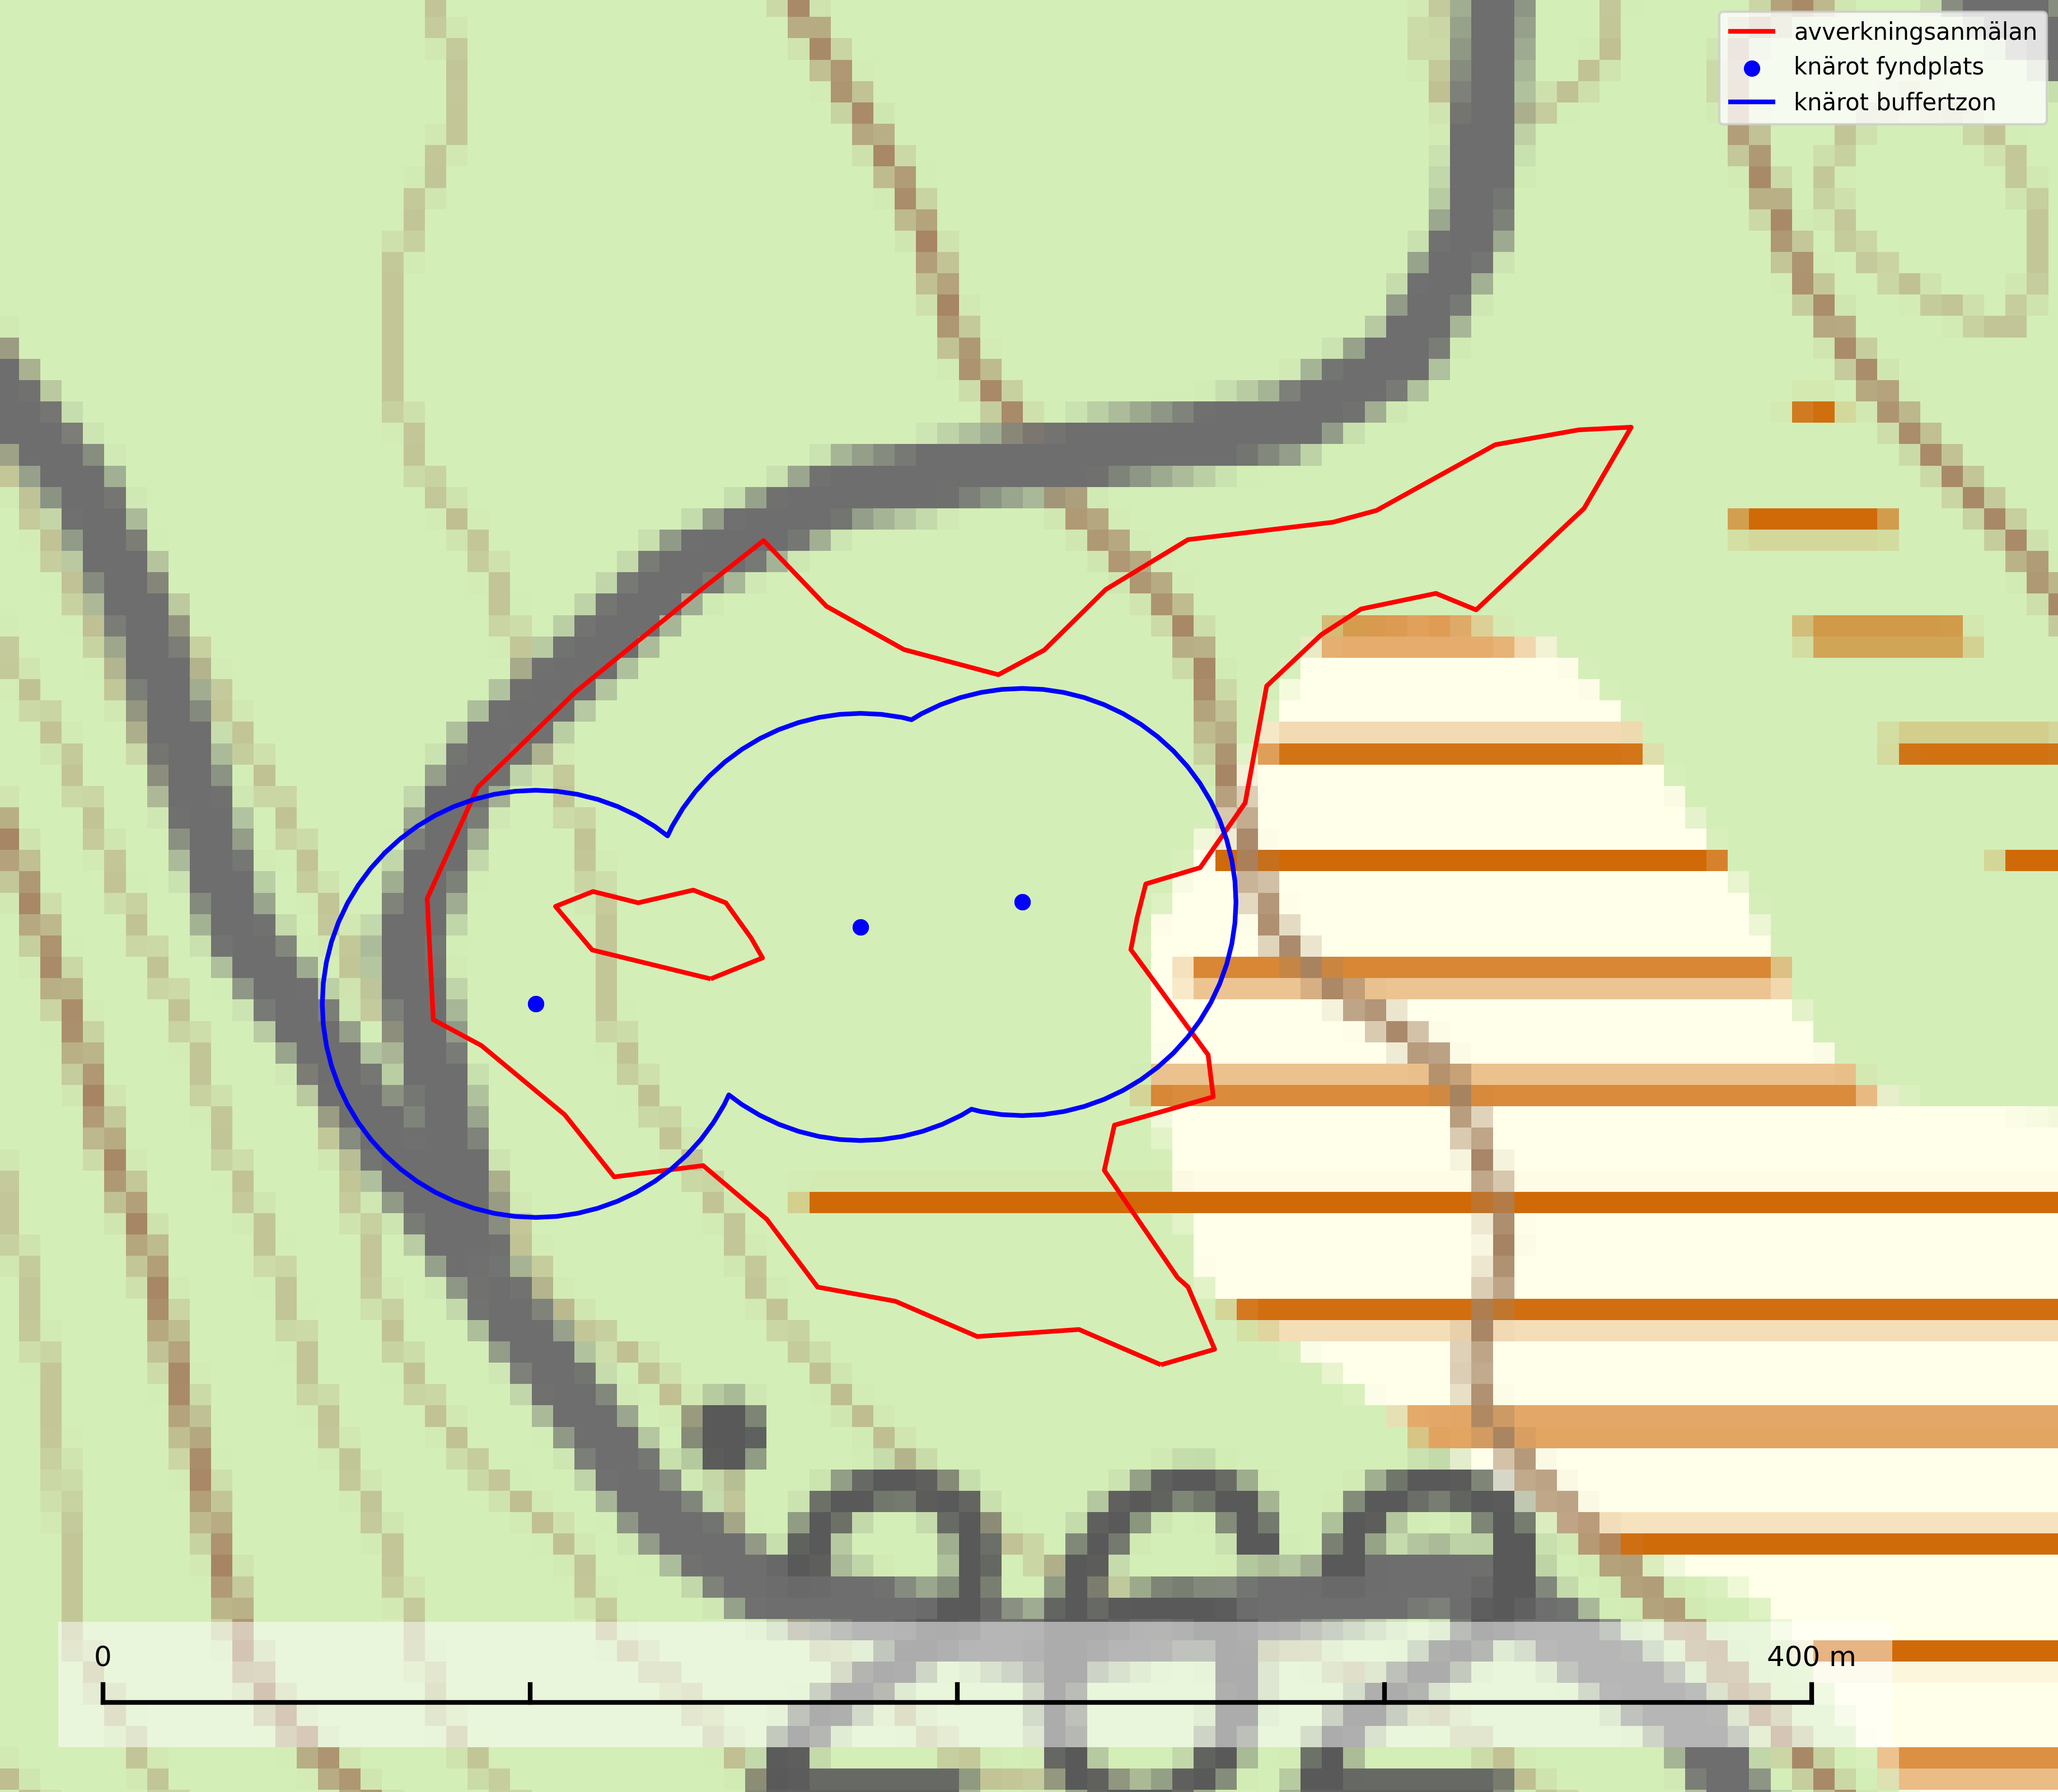 avverkningsanmälan
knärot fyndplats
knärot buffertzon
0
400 m